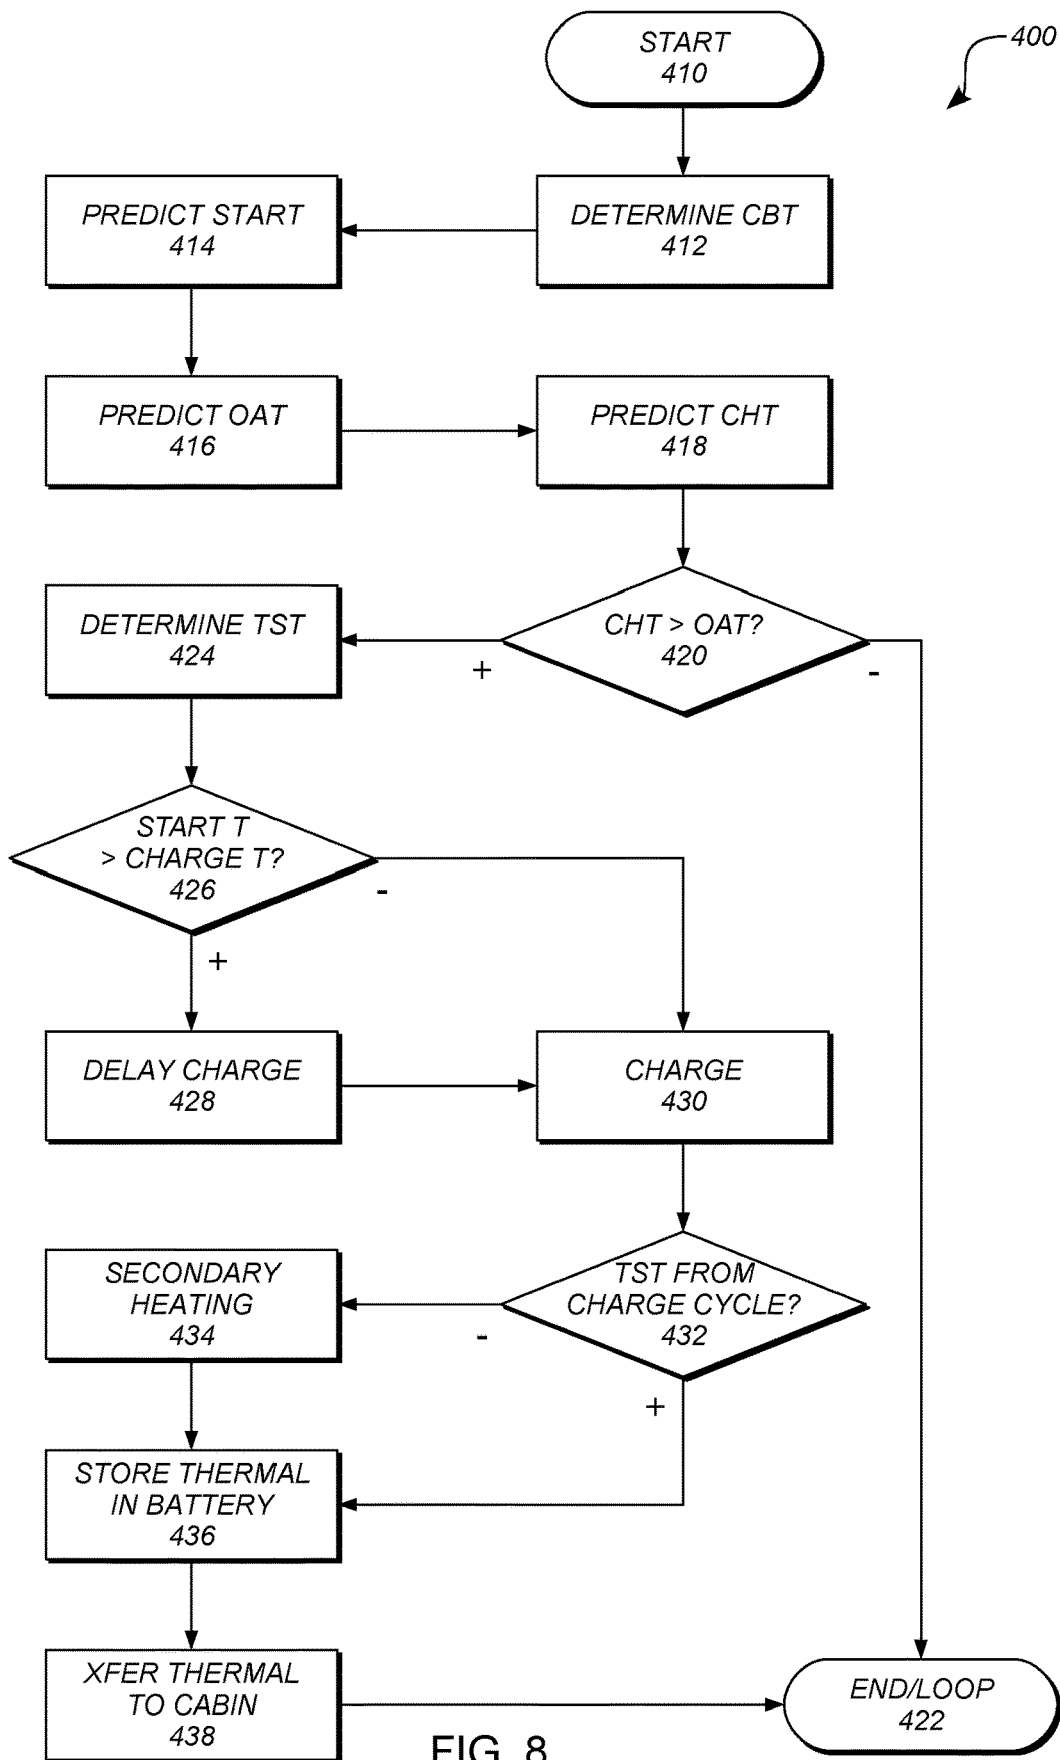 START
410
400
PREDICT START
414
DETERMINE CBT
412
PREDICT OAT
416
PREDICT CHT
418
DETERMINE TST
424
CHT > OAT?
420
+
-
START T
> CHARGE T?
426
-
+
DELAY CHARGE
428
CHARGE
430
SECONDARY
HEATING
434
TST FROM
CHARGE CYCLE?
432
-
+
STORE THERMAL
IN BATTERY
436
XFER THERMAL
TO CABIN
438
END/LOOP
422
FIG. 8